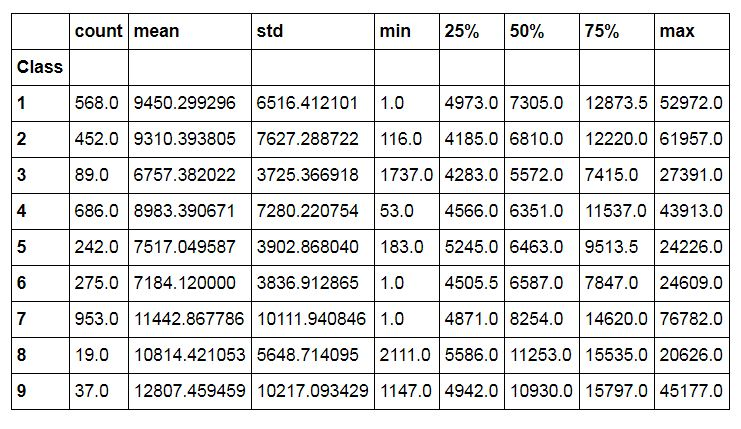 count mean std min 25% 50% 75% max
Class
1 568.0 9450.299296 6516.412101 1.0 4973.0 7305.0 12873.5 52972.0
2 452.0 9310.393805 7627.288722 116.0 4185.0 6810.0 12220.0 61957.0
3 89.0 6757.382022 3725.366918 1737.0 4283.0 5572.0 7415.0 27391.0
4 686.0 8983.390671 7280.220754 53.0 4566.0 6351.0 11537.0 43913.0
5 242.0 7517.049587 3902.868040 183.0 5245.0 6463.0 9513.5 24226.0
6 275.0 7184.120000 3836.912865 1.0 4505.5 6587.0 7847.0 24609.0
7 953.0 11442.867786 10111.940846 1.0 4871.0 8254.0 14620.0 76782.0
8 19.0 10814.421053 5648.714095 2111.0 5586.0 11253.0 15535.0 20626.0
9 37.0 12807.459459 10217.093429 1147.0 4942.0 10930.0 15797.0 45177.0